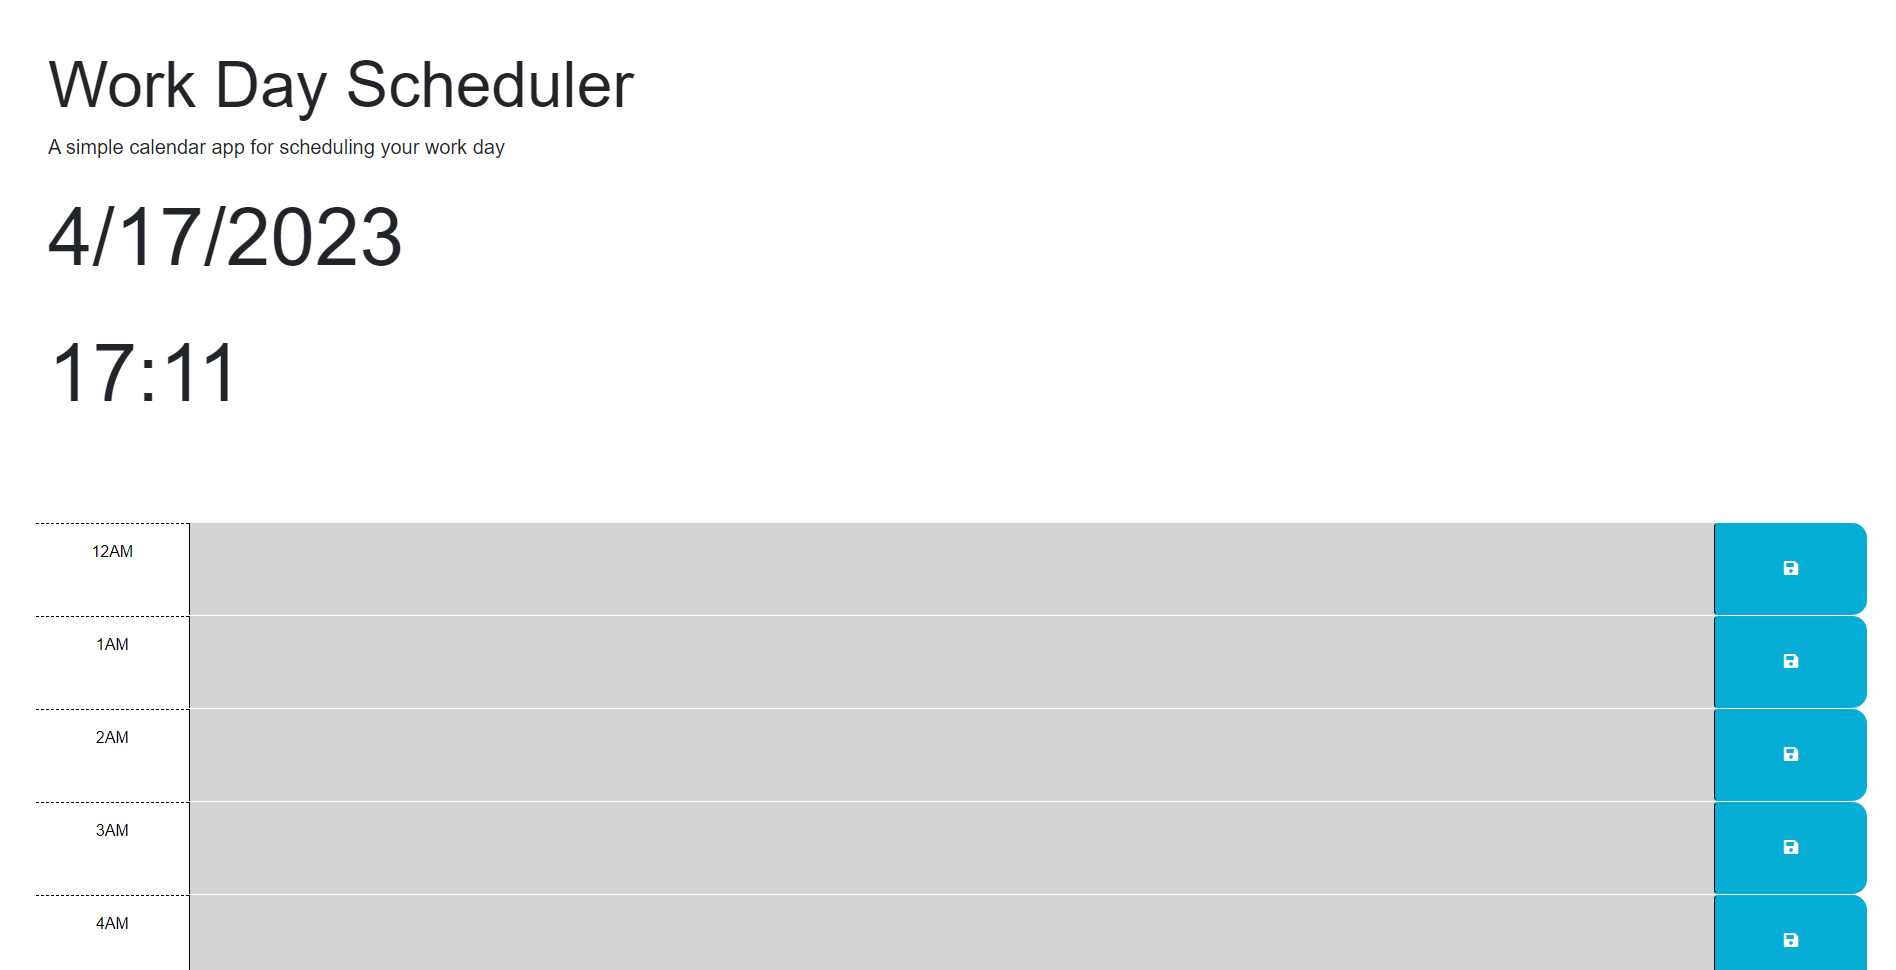 Work Day Scheduler
A simple calendar app for scheduling your work day
4/17/2023
17:11
12AM
1AM
2AM
3AM
4AM